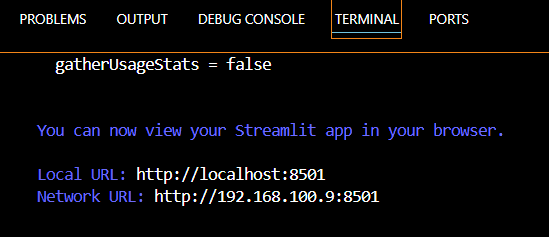 PROBLEMS OUTPUT DEBUG CONSOLE TERMINAL PORTS
gatherUsageStats = false
You can now view your Streamlit app in your browser.
Local URL: http://localhost:8501
Network URL: http://192.168.100.9:8501